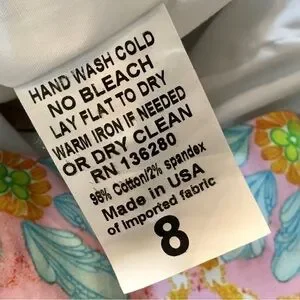 HAND WASH COLD
NO BLEACH
LAY FLAT TO DRY
WARM IRON IF NEEDED
OR DRY CLEAN
RN 136280
98% Cotton/2% spandex
Made in USA
of imported fabric
8